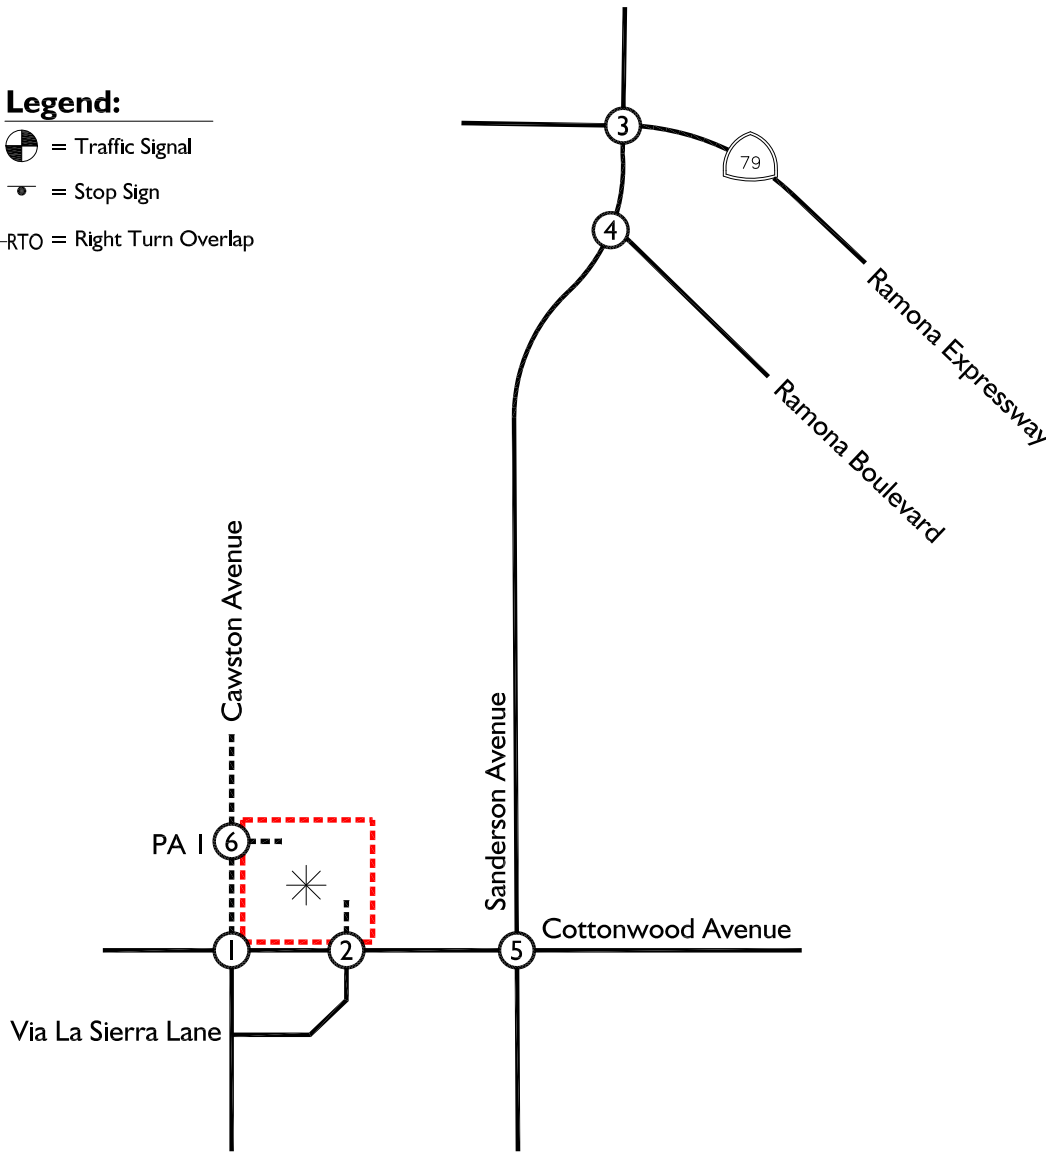 Legend:
= Traffic Signal
= Stop Sign
RTO = Right Turn Overlap
3
79
4
Ramona Expressway
Ramona Boulevard
Cawston Avenue
Sanderson Avenue
PA 1
6
1
2
5
Cottonwood Avenue
Via La Sierra Lane